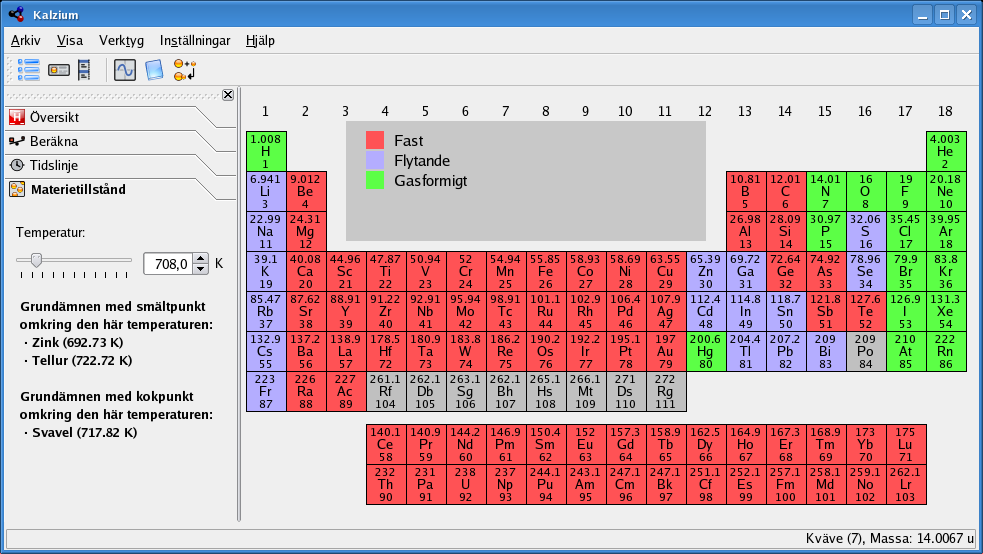 Kalzium
Arkiv Visa Verktyg Inställningar Hjälp
Översikt
Beräkna
Tidslinje
Materietillstånd
Temperatur:
708,0 K
Grundämnen med smältpunkt
omkring den här temperaturen:
· Zink (692.73 K)
· Tellur (722.72 K)
Grundämnen med kokpunkt
omkring den här temperaturen:
· Svavel (717.82 K)
1 2 3 4 5 6 7 8 9 10 11 12 13 14 15 16 17 18
Fast
Flytande
Gasformigt
1.008 4.003
H He
1 2
6.941 9.012 10.81 12.01 14.01 16 19 20.18
Li Be B C N O F Ne
3 4 5 6 7 8 9 10
22.99 24.31 26.98 28.09 30.97 32.06 35.45 39.95
Na Mg Al Si P S Cl Ar
11 12 13 14 15 16 17 18
39.1 40.08 44.96 47.87 50.94 52 54.94 55.85 58.93 58.69 63.55 65.39 69.72 72.64 74.92 78.96 79.9 83.8
K Ca Sc Ti V Cr Mn Fe Co Ni Cu Zn Ga Ge As Se Br Kr
19 20 21 22 23 24 25 26 27 28 29 30 31 32 33 34 35 36
85.47 87.62 88.91 91.22 92.91 95.94 98.91 101.1 102.9 106.4 107.9 112.4 114.8 118.7 121.8 127.6 126.9 131.3
Rb Sr Y Zr Nb Mo Tc Ru Rh Pd Ag Cd In Sn Sb Te I Xe
37 38 39 40 41 42 43 44 45 46 47 48 49 50 51 52 53 54
132.9 137.2 138.9 178.5 180.9 183.8 186.2 190.2 192.2 195.1 197 200.6 204.4 207.2 209 209 210 222
Cs Ba La Hf Ta W Re Os Ir Pt Au Hg Tl Pb Bi Po At Rn
55 56 57 72 73 74 75 76 77 78 79 80 81 82 83 84 85 86
223 226 227 261.1 262.1 263.1 262.1 265.1 266.1 271 272
Fr Ra Ac Rf Db Sg Bh Hs Mt Ds Rg
87 88 89 104 105 106 107 108 109 110 111
140.1 140.9 144.2 146.9 150.4 152 157.3 158.9 162.5 164.9 167.3 168.9 173 175
Ce Pr Nd Pm Sm Eu Gd Tb Dy Ho Er Tm Yb Lu
58 59 60 61 62 63 64 65 66 67 68 69 70 71
232 231 238 237 244.1 243.1 247.1 247.1 251.1 252.1 257.1 258.1 259.1 262.1
Th Pa U Np Pu Am Cm Bk Cf Es Fm Md No Lr
90 91 92 93 94 95 96 97 98 99 100 101 102 103
Kväve (7), Massa: 14.0067 u